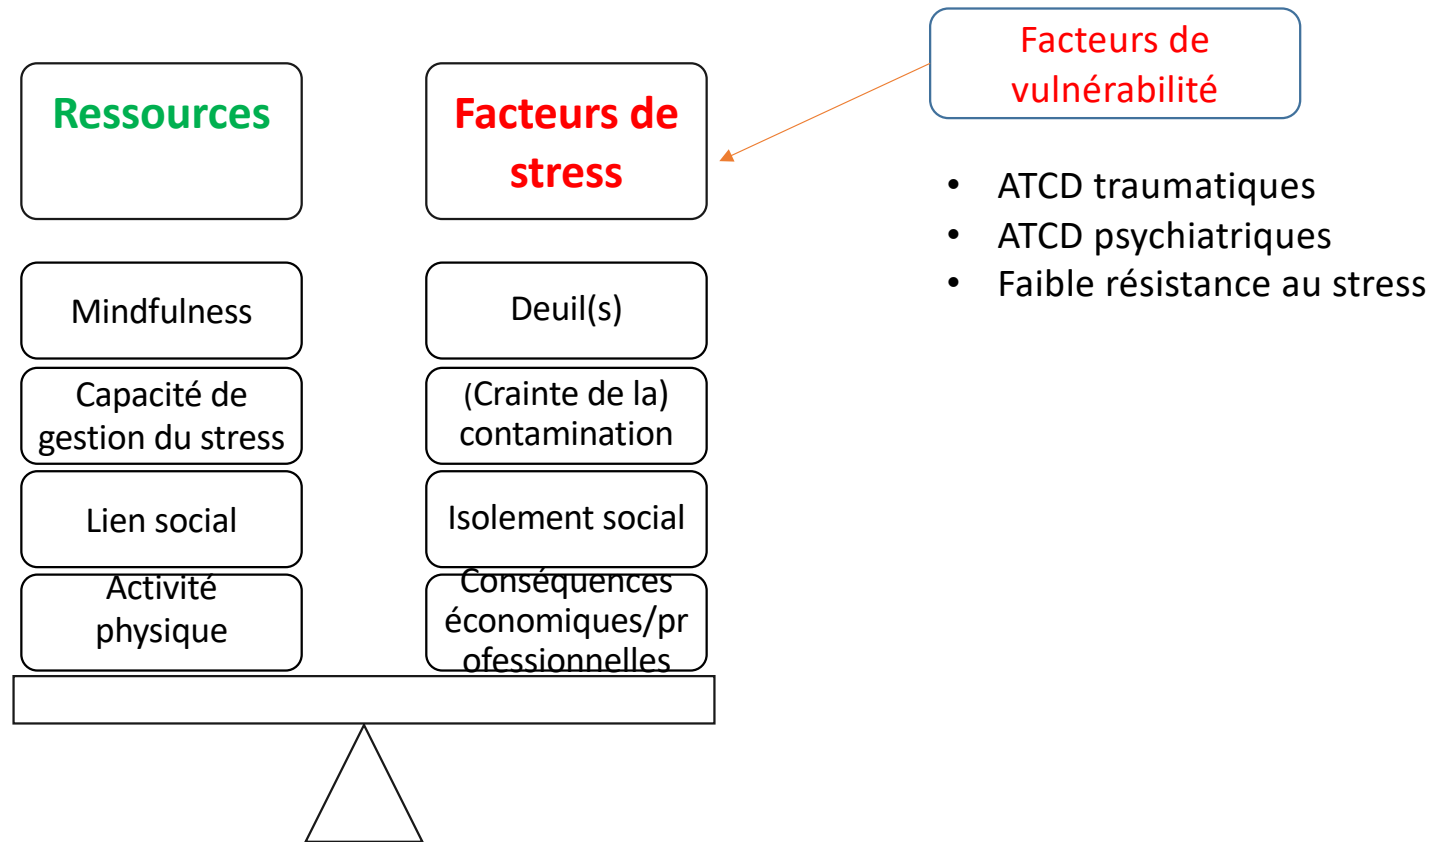 Ressources
Facteurs de
stress
Facteurs de
vulnérabilité
• ATCD traumatiques
• ATCD psychiatriques
• Faible résistance au stress
Mindfulness
Capacité de
gestion du stress
Lien social
Activité
physique
Deuil(s)
(Crainte de la)
contamination
Isolement social
Conséquences
économiques/pr
ofessionnelles